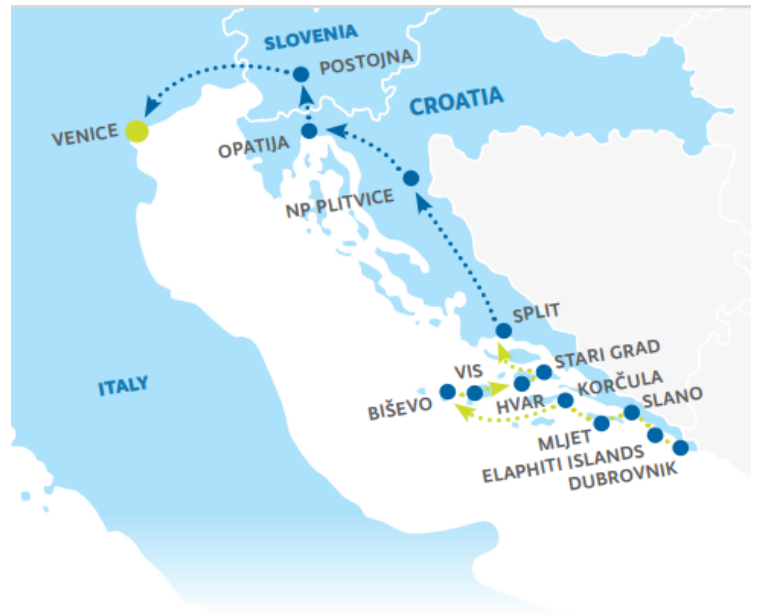 SLOVENIA
POSTOJNA
CROATIA
VENICE
OPATIJA
NP PLITVICE
SPLIT
STARI GRAD
VIS
ITALY
KORČULA
BIŠEVO
HVAR
SLANO
MLJET
ELAPHITI ISLANDS
DUBROVNIK